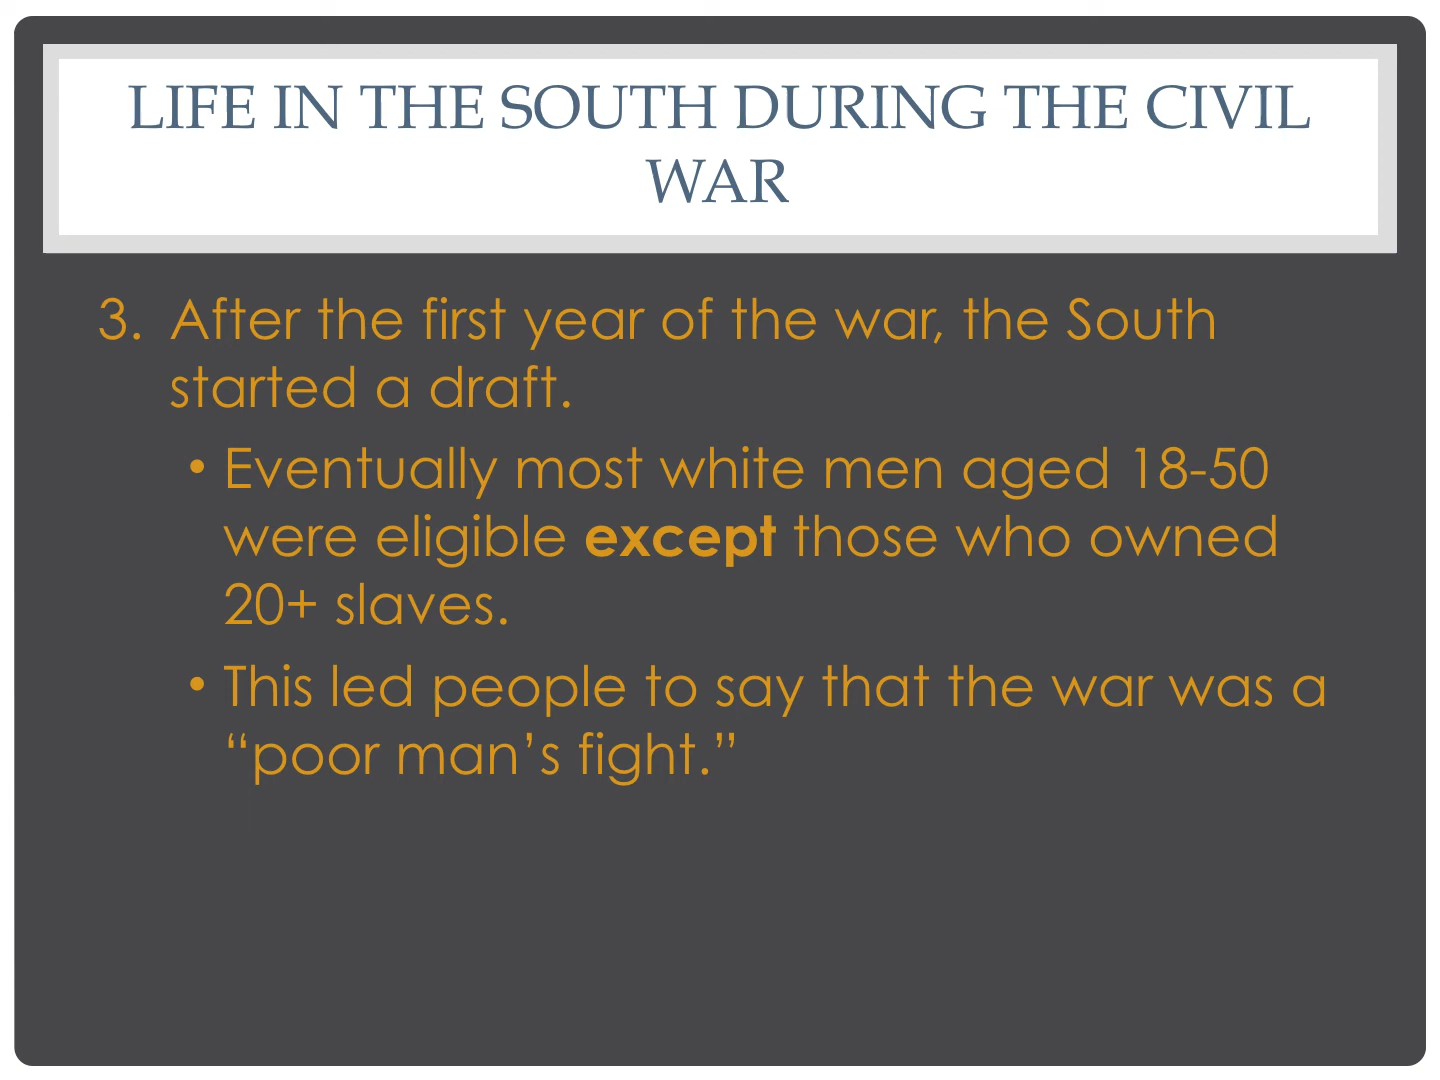 LIFE IN THE SOUTH DURING THE CIVIL
WAR
3. After the first year of the war, the South
started a draft.
• Eventually most white men aged 18-50
were eligible except those who owned
20+ slaves.
• This led people to say that the war was a
“poor man’s fight.”